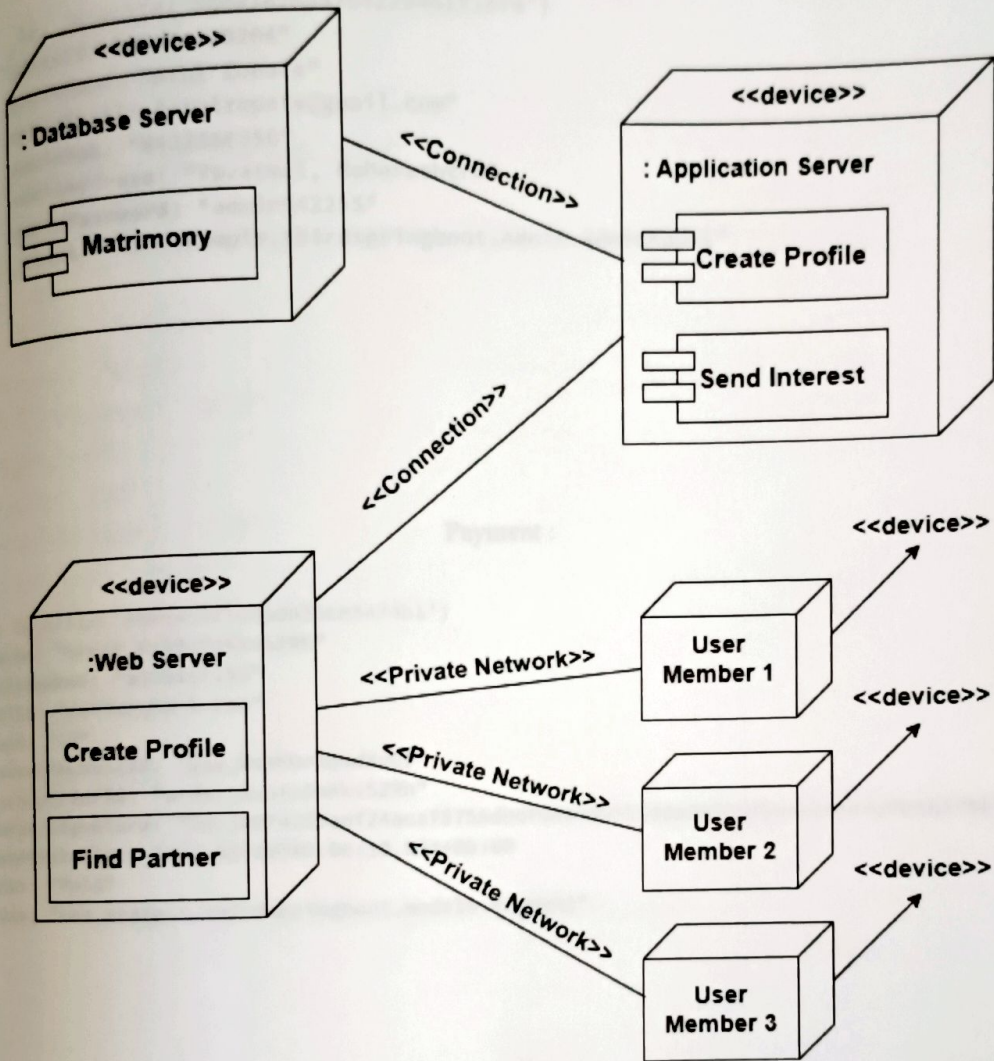 <<device>>
: Database Server
Matrimony
<<Connection>>
<<device>>
: Application Server
Create Profile
Send Interest
<<Connection>>
Payment :
<<device>>
:Web Server
Create Profile
Find Partner
<<Private Network>>
<<Private Network>>
<<Private Network>>
User
Member 1
<<device>>
User
Member 2
<<device>>
User
Member 3
<<device>>